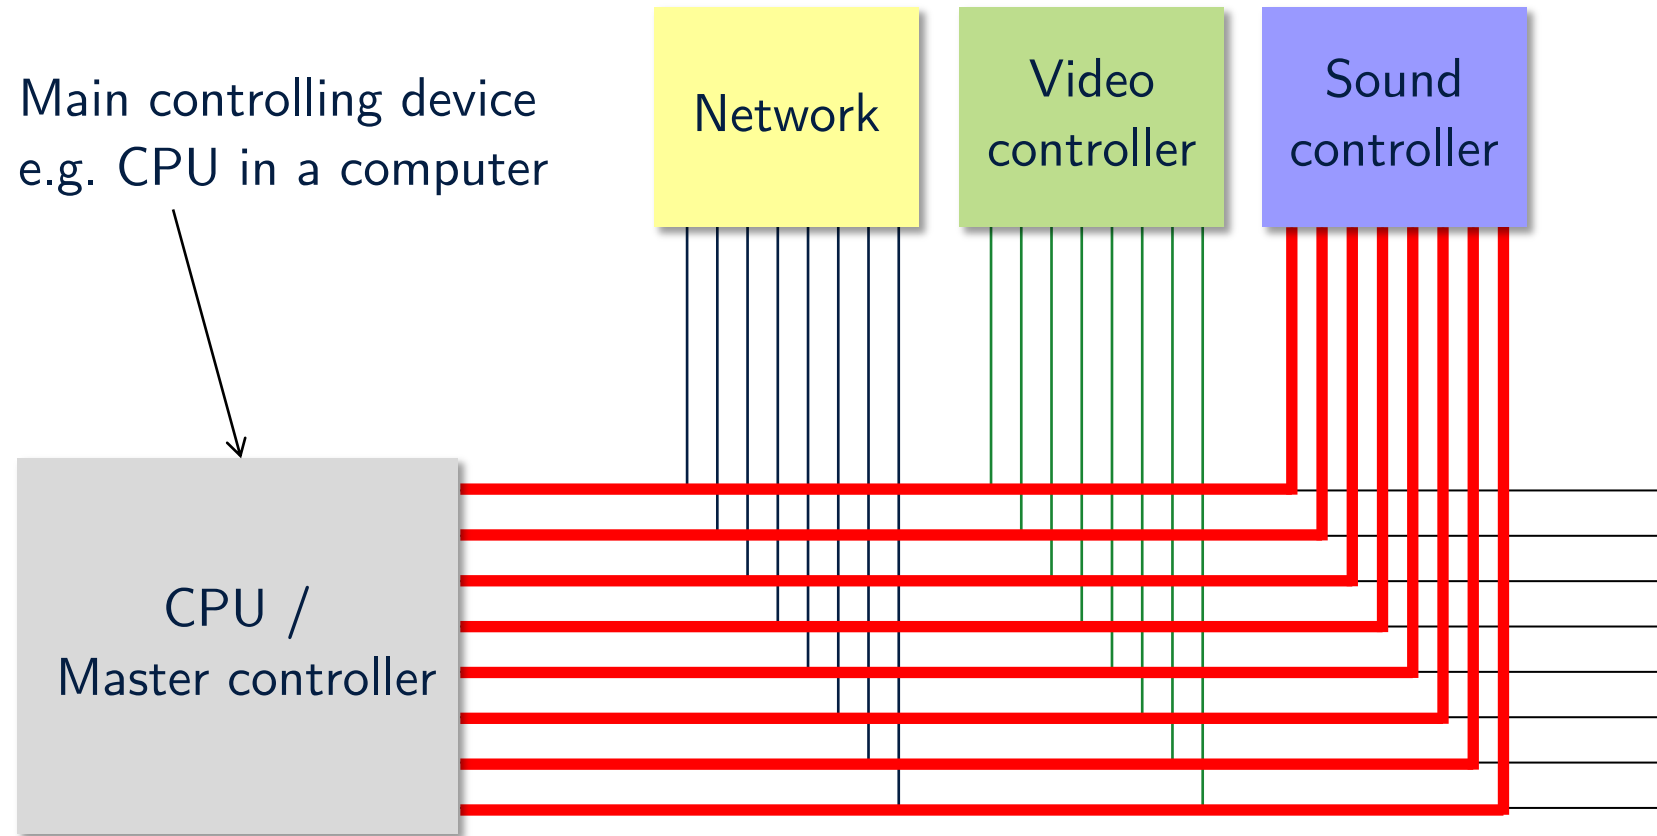 Main controlling device
e.g. CPU in a computer
Network
Video
controller
Sound
controller
CPU /
Master controller